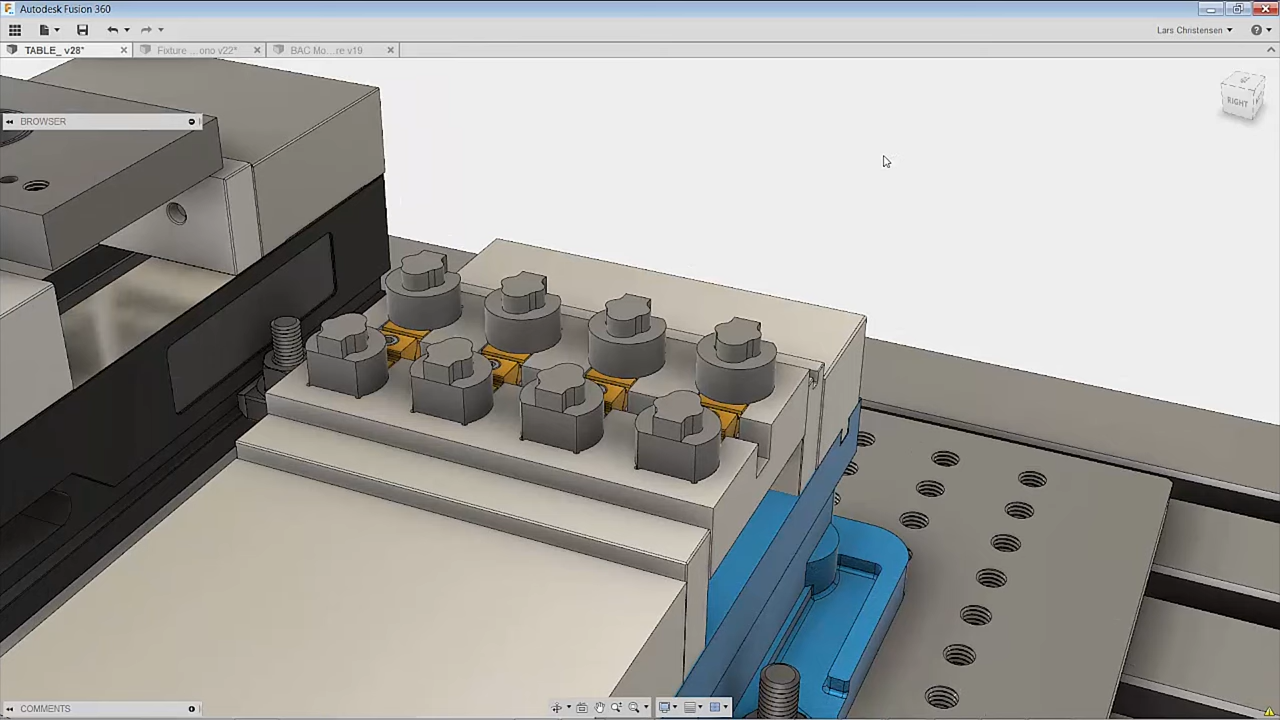 Autodesk Fusion 360
Lars Christensen
TABLE_ v28*
Fixture ... ono v22*
BAC Mo... re v19
BROWSER
RIGHT
COMMENTS